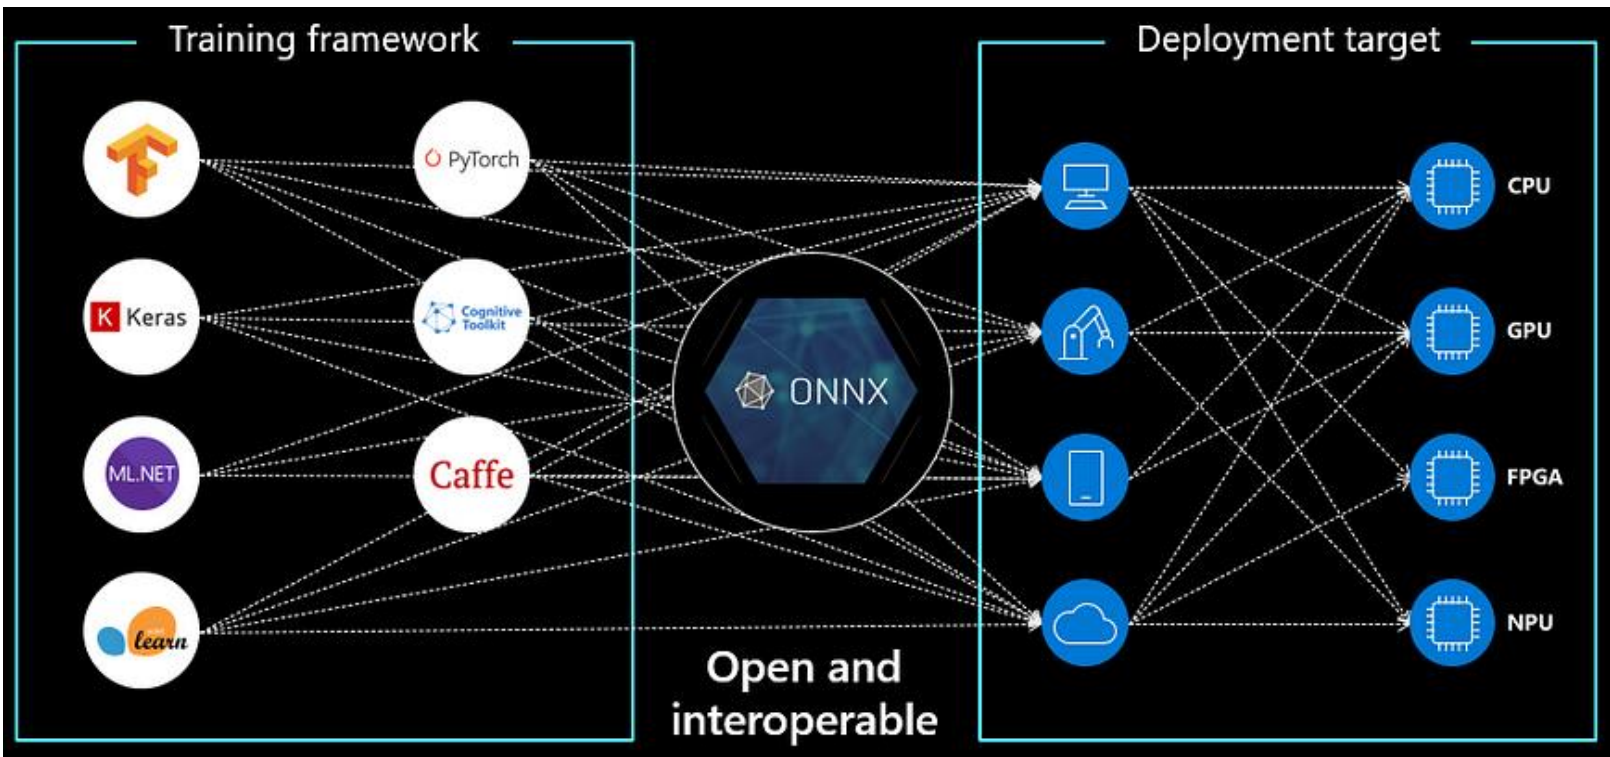 Training framework
Deployment target
PyTorch
CPU
Keras
Cognitive
Toolkit
GPU
ONNX
ML.NET
Caffe
FPGA
learn
NPU
Open and
interoperable